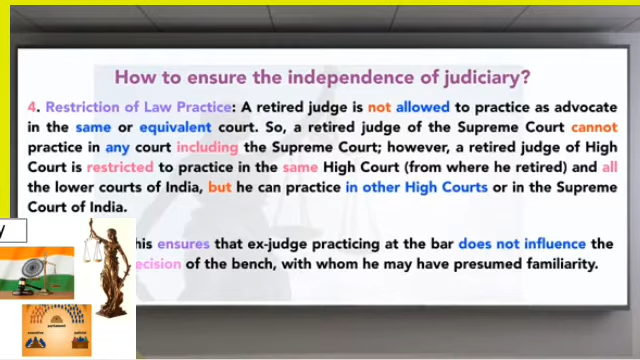 How to ensure the independence of judiciary?
4. Restriction of Law Practice: A retired judge is not allowed to practice as advocate
in the same or equivalent court. So, a retired judge of the Supreme Court cannot
practice in any court including the Supreme Court; however, a retired judge of High
Court is restricted to practice in the same High Court (from where he retired) and all
the lower courts of India, but he can practice in other High Courts or in the Supreme
Court of India.
y
his ensures that ex-judge practicing at the bar does not influence the
ecision of the bench, with whom he may have presumed familiarity.
parliament
executive
judicial